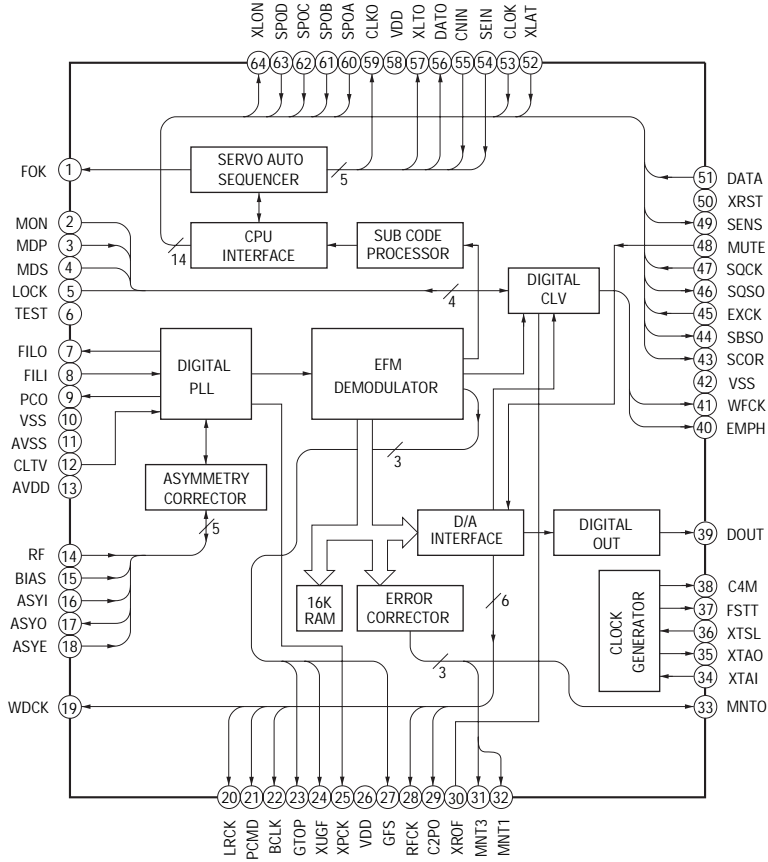 XLON
SPOD
SPOC
SPOB
SPOA
CLKO
VDD
XLTO
DATO
CNIN
SEIN
CLOK
XLAT
64
63
62
61
60
59
58
57
56
55
54
53
52
FOK 1
MON 2
MDP 3
MDS 4
LOCK 5
TEST 6
FILO 7
FILI 8
PCO 9
VSS 10
AVSS 11
CLTV 12
AVDD 13
RF 14
BIAS 15
ASYI 16
ASYO 17
ASYE 18
WDCK 19
SERVO AUTO
SEQUENCER
5
CPU
INTERFACE
14
SUB CODE
PROCESSOR
DIGITAL
CLV
4
DIGITAL
PLL
EFM
DEMODULATOR
3
ASYMMETRY
CORRECTOR
5
D/A
INTERFACE
DIGITAL
OUT
6
16K
RAM
ERROR
CORRECTOR
3
CLOCK
GENERATOR
51 DATA
50 XRST
49 SENS
48 MUTE
47 SQCK
46 SQSO
45 EXCK
44 SBSO
43 SCOR
42 VSS
41 WFCK
40 EMPH
39 DOUT
38 C4M
37 FSTT
36 XTSL
35 XTAO
34 XTAI
33 MNTO
20
21
22
23
24
25
26
27
28
29
30
31
32
LRCK
PCMD
BCLK
GTOP
XUGF
XPCK
VDD
GFS
RFCK
C2PO
XROF
MNT3
MNT1